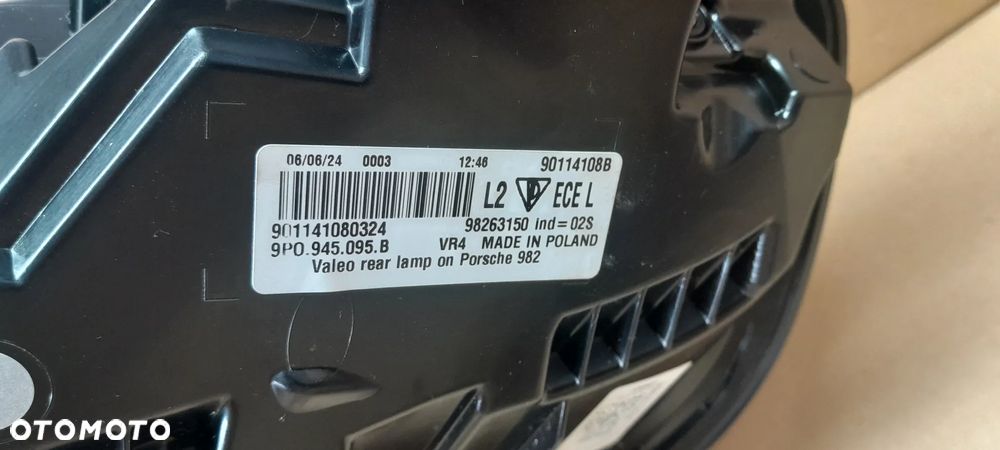 06/06/24 0003 12:46 90114108B
L2 ECE L
901141080324 98263150 ind=02S
9P0.945.095.B VR4 MADE IN POLAND
Valeo rear lamp on Porsche 982
OTOMOTO